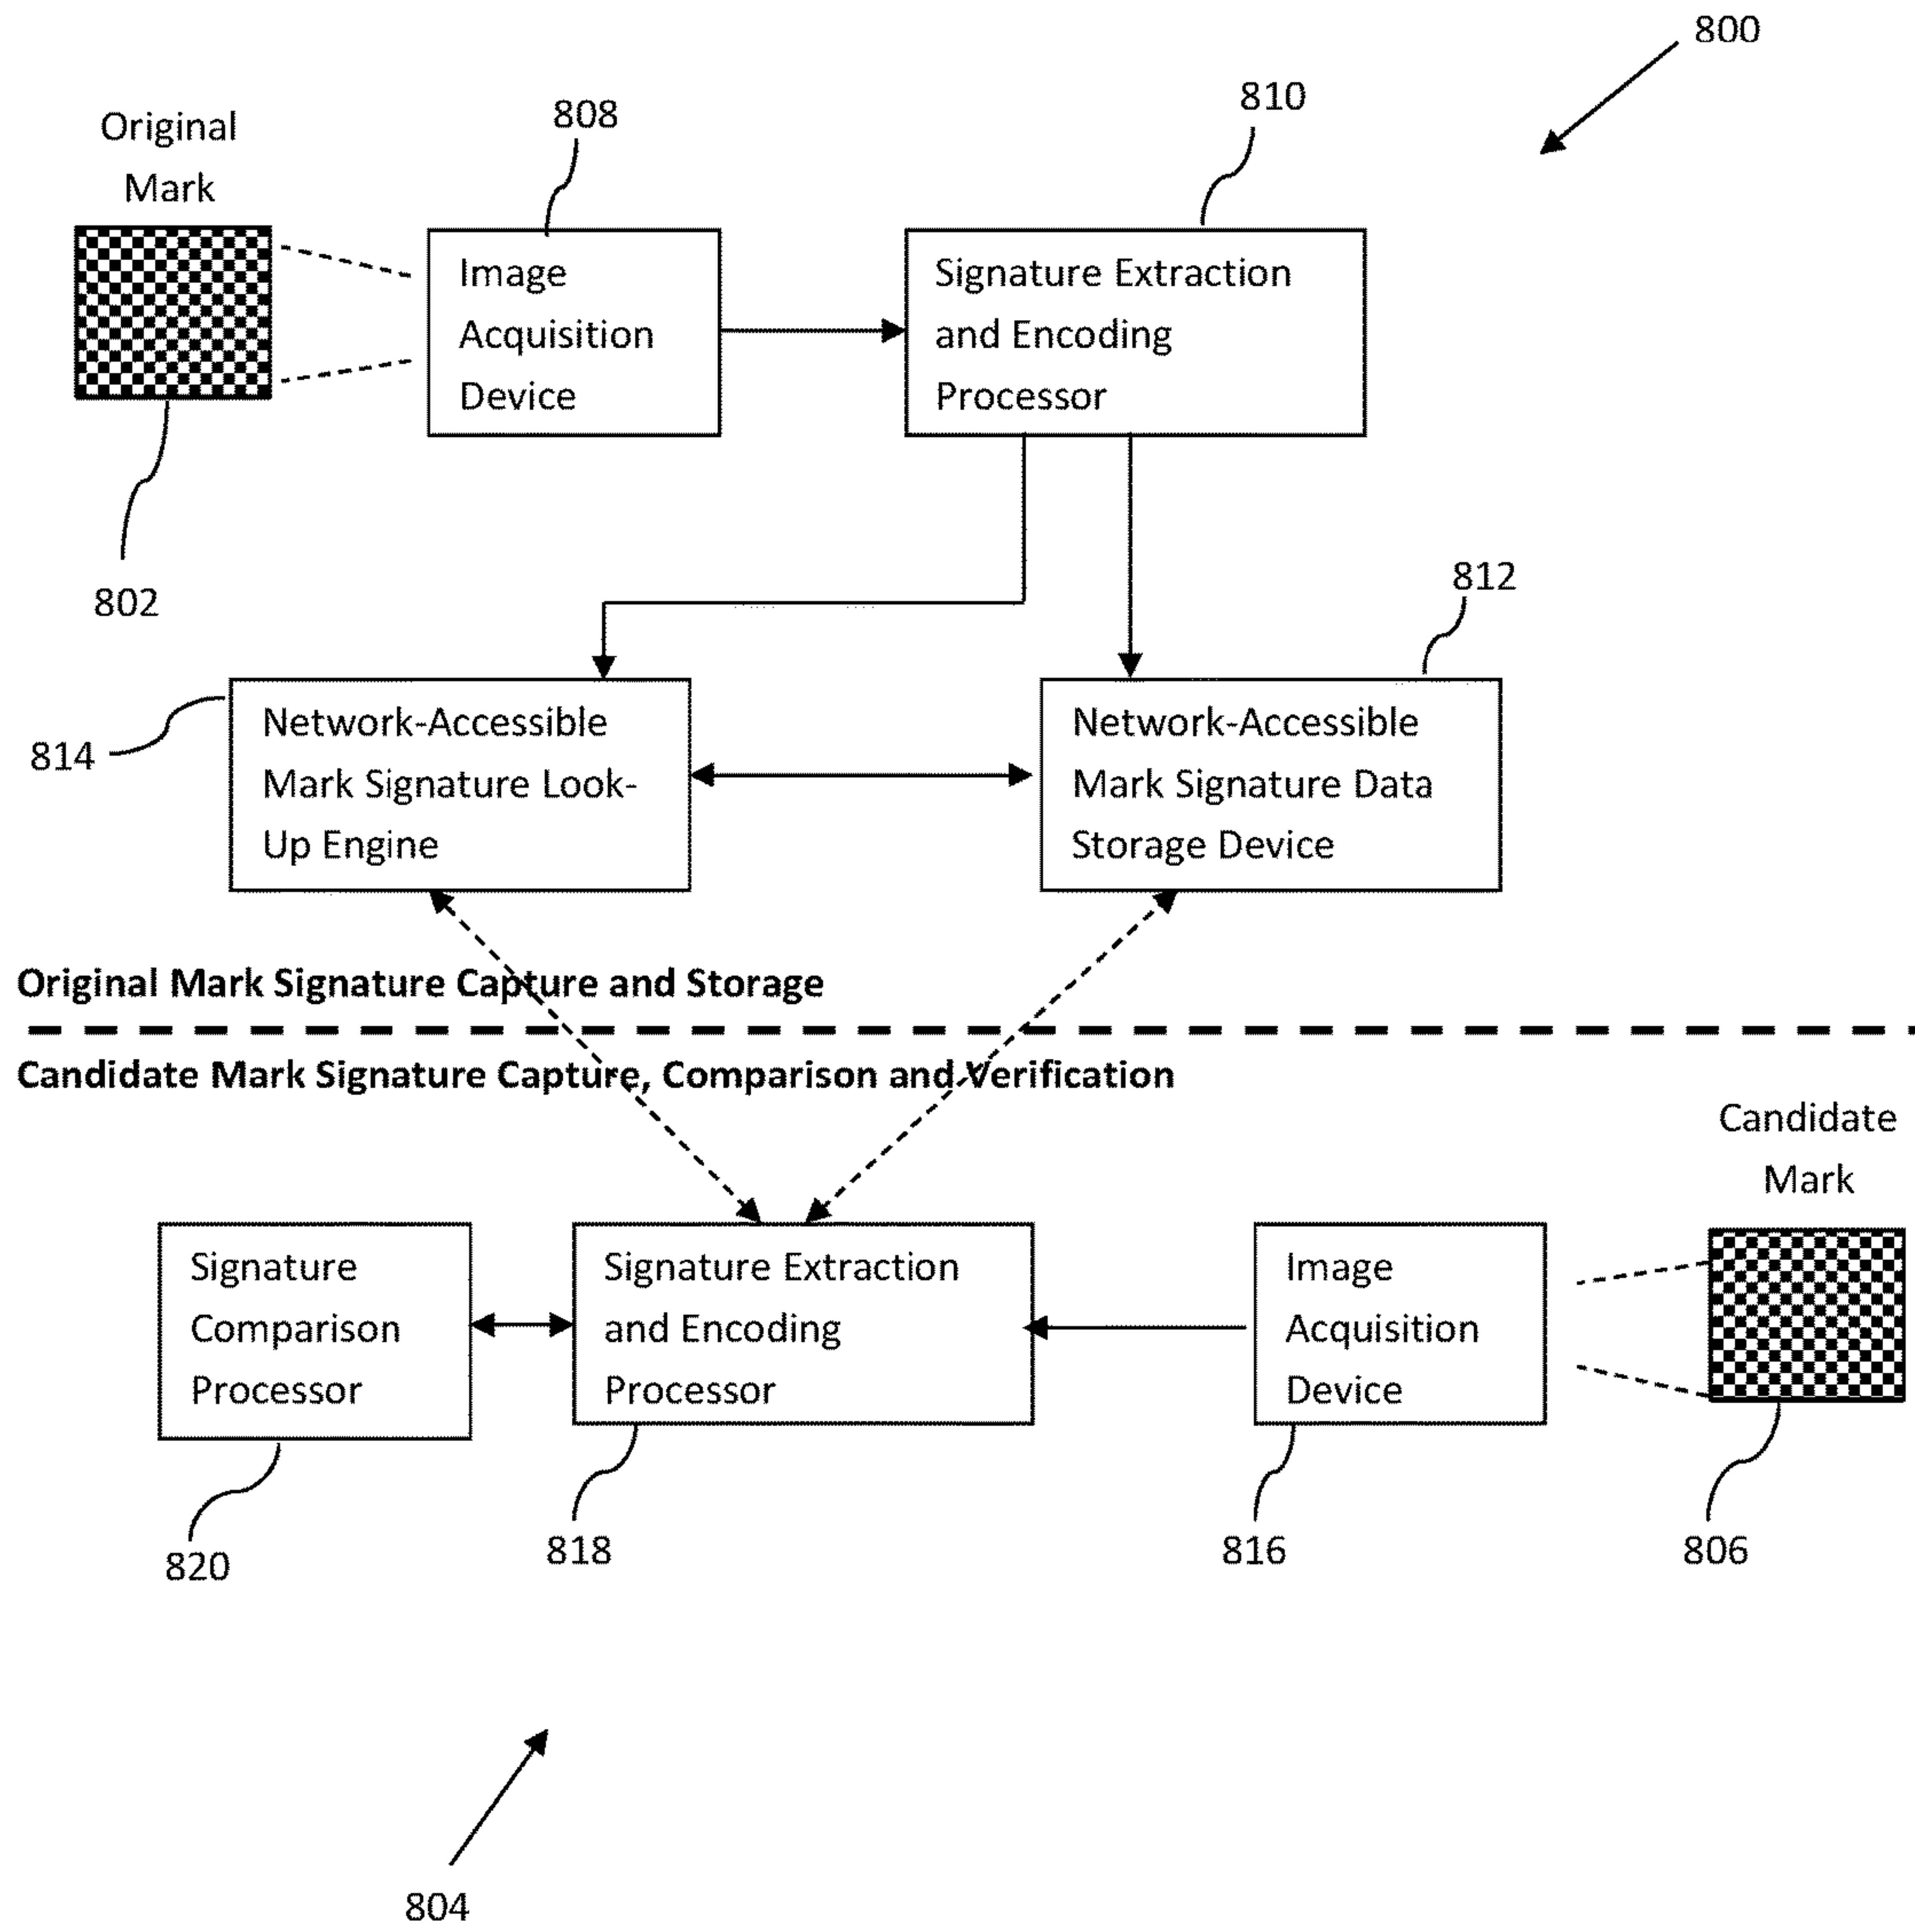 800
Original
Mark
808
810
Image
Acquisition
Device
Signature Extraction
and Encoding
Processor
802
812
814
Network-Accessible
Mark Signature Look-
Up Engine
Network-Accessible
Mark Signature Data
Storage Device
Original Mark Signature Capture and Storage
Candidate Mark Signature Capture, Comparison and Verification
Candidate
Mark
Signature
Comparison
Processor
Signature Extraction
and Encoding
Processor
Image
Acquisition
Device
820
818
816
806
804